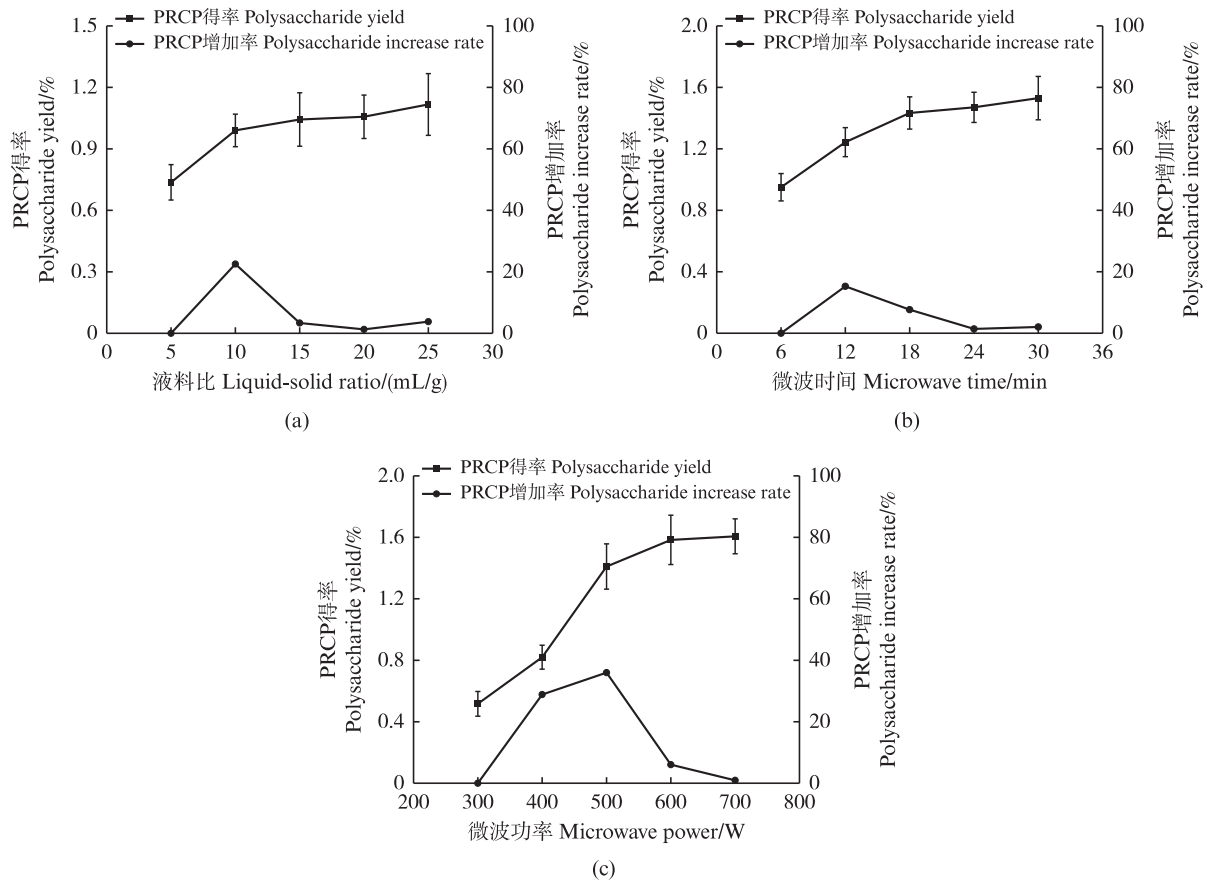 PRCP得率 Polysaccharide yield
PRCP增加率 Polysaccharide increase rate
1.5
1.2
0.9
0.6
0.3
0
PRCP得率
Polysaccharide yield/%
100
80
60
40
20
0
PRCP增加率
Polysaccharide increase rate/%
0 5 10 15 20 25 30
液料比 Liquid-solid ratio/(mL/g)
(a)
PRCP得率 Polysaccharide yield
PRCP增加率 Polysaccharide increase rate
2.0
1.6
1.2
0.8
0.4
0
PRCP得率
Polysaccharide yield/%
100
80
60
40
20
0
PRCP增加率
Polysaccharide increase rate/%
0 6 12 18 24 30 36
微波时间 Microwave time/min
(b)
PRCP得率 Polysaccharide yield
PRCP增加率 Polysaccharide increase rate
2.0
1.6
1.2
0.8
0.4
0
PRCP得率
Polysaccharide yield/%
100
80
60
40
20
0
PRCP增加率
Polysaccharide increase rate/%
200 300 400 500 600 700 800
微波功率 Microwave power/W
(c)